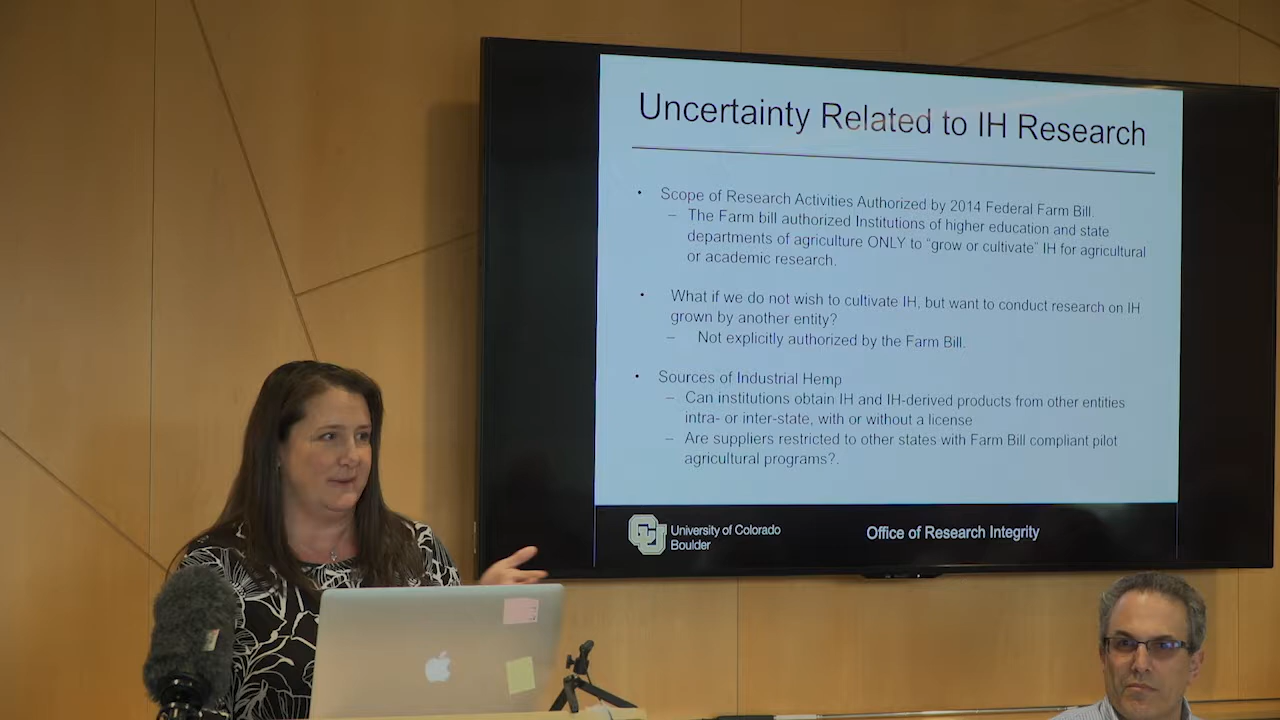 Uncertainty Related to IH Research
• Scope of Research Activities Authorized by 2014 Federal Farm Bill.
– The Farm bill authorized Institutions of higher education and state
departments of agriculture ONLY to “grow or cultivate” IH for agricultural
or academic research.
• What if we do not wish to cultivate IH, but want to conduct research on IH
grown by another entity?
– Not explicitly authorized by the Farm Bill.
• Sources of Industrial Hemp
– Can institutions obtain IH and IH-derived products from other entities
intra- or inter-state, with or without a license
– Are suppliers restricted to other states with Farm Bill compliant pilot
agricultural programs?.
CU
University of Colorado
Boulder
Office of Research Integrity